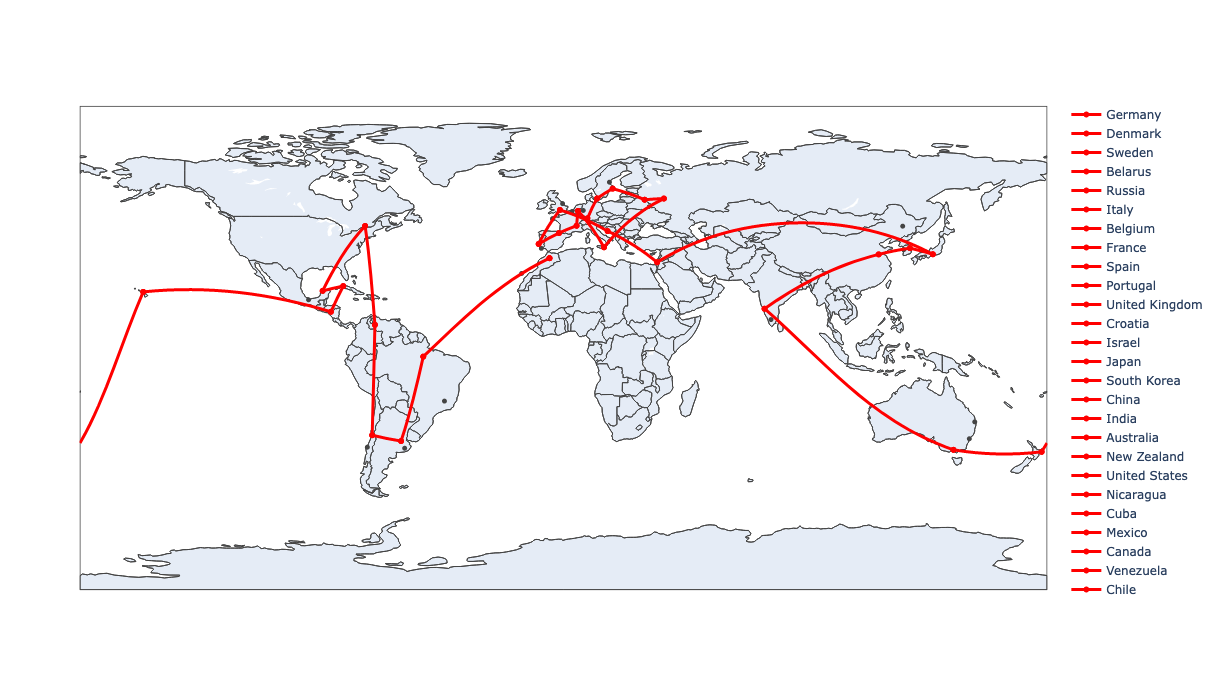 Germany
Denmark
Sweden
Belarus
Russia
Italy
Belgium
France
Spain
Portugal
United Kingdom
Croatia
Israel
Japan
South Korea
China
India
Australia
New Zealand
United States
Nicaragua
Cuba
Mexico
Canada
Venezuela
Chile